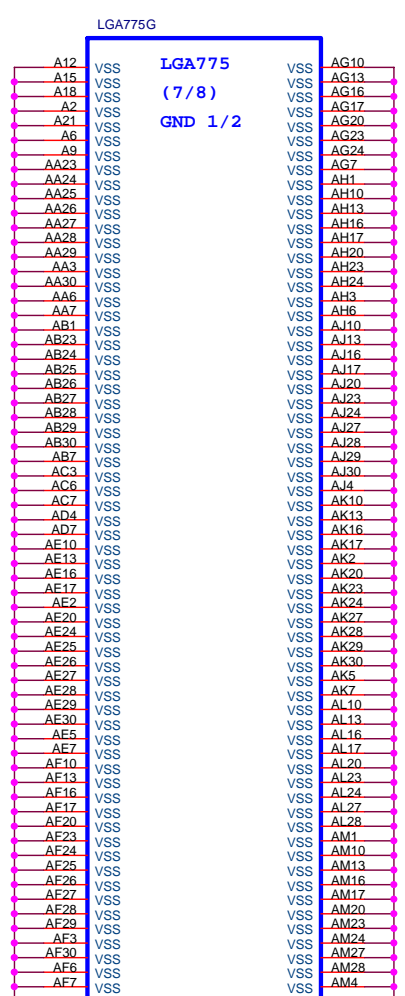 LGA775G
A12 VSS LGA775 VSS AG10
A15 VSS VSS AG13
A18 VSS (7/8) VSS AG16
A2 VSS VSS AG17
A21 VSS GND 1/2 VSS AG20
A6 VSS VSS AG23
A9 VSS VSS AG24
AA23 VSS VSS AG7
AA24 VSS VSS AH1
AA25 VSS VSS AH10
AA26 VSS VSS AH13
AA27 VSS VSS AH16
AA28 VSS VSS AH17
AA29 VSS VSS AH20
AA3 VSS VSS AH23
AA30 VSS VSS AH24
AA6 VSS VSS AH3
AA7 VSS VSS AH6
AB1 VSS VSS AJ10
AB23 VSS VSS AJ13
AB24 VSS VSS AJ16
AB25 VSS VSS AJ17
AB26 VSS VSS AJ20
AB27 VSS VSS AJ23
AB28 VSS VSS AJ24
AB29 VSS VSS AJ27
AB30 VSS VSS AJ28
AB7 VSS VSS AJ29
AC3 VSS VSS AJ30
AC6 VSS VSS AJ4
AC7 VSS VSS AK10
AD4 VSS VSS AK13
AD7 VSS VSS AK16
AE10 VSS VSS AK17
AE13 VSS VSS AK2
AE16 VSS VSS AK20
AE17 VSS VSS AK23
AE2 VSS VSS AK24
AE20 VSS VSS AK27
AE24 VSS VSS AK28
AE25 VSS VSS AK29
AE26 VSS VSS AK30
AE27 VSS VSS AK5
AE28 VSS VSS AK7
AE29 VSS VSS AL10
AE30 VSS VSS AL13
AE5 VSS VSS AL16
AE7 VSS VSS AL17
AF10 VSS VSS AL20
AF13 VSS VSS AL23
AF16 VSS VSS AL24
AF17 VSS VSS AL27
AF20 VSS VSS AL28
AF23 VSS VSS AM1
AF24 VSS VSS AM10
AF25 VSS VSS AM13
AF26 VSS VSS AM16
AF27 VSS VSS AM17
AF28 VSS VSS AM20
AF29 VSS VSS AM23
AF3 VSS VSS AM24
AF30 VSS VSS AM27
AF6 VSS VSS AM28
AF7 VSS VSS AM4